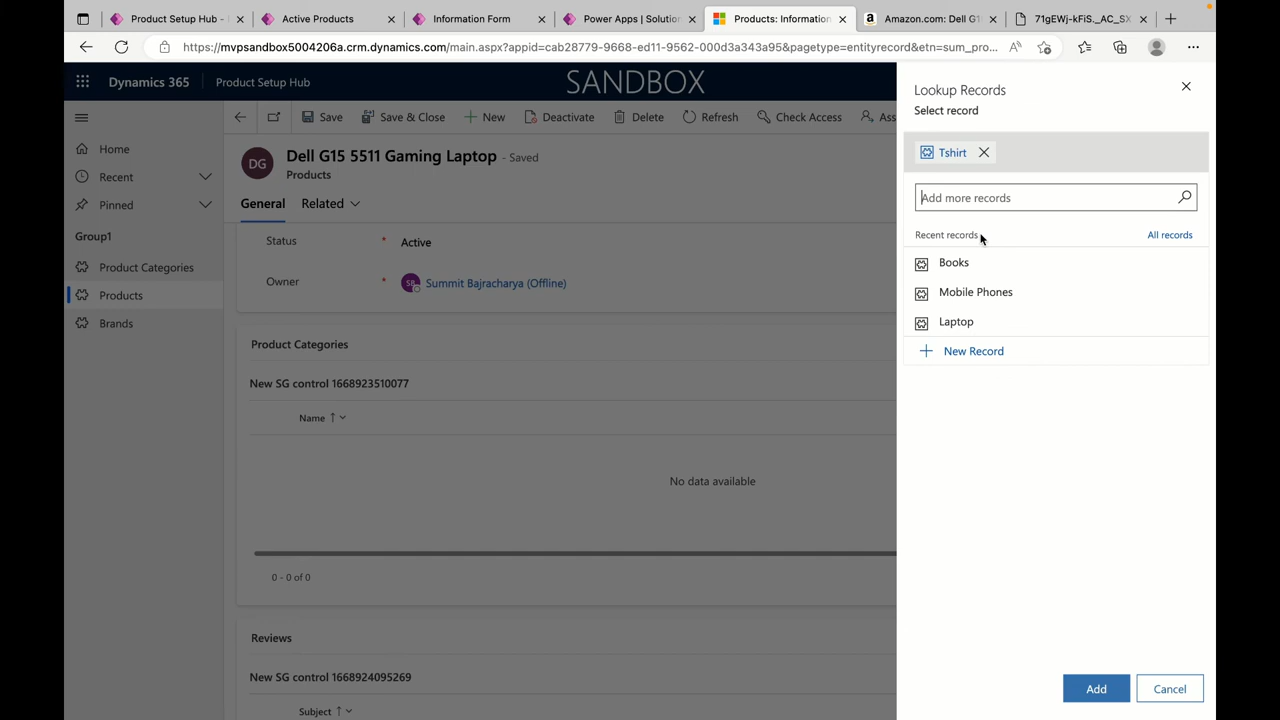 Product Setup Hub -
Active Products
Information Form
Power Apps | Solution
Products: Information
Amazon.com: Dell G1
71gEWj-kFiS._AC_SX
https://mvpsandbox5004206a.crm.dynamics.com/main.aspx?appid=cab28779-9668-ed11-9562-000d3a343a95&pagetype=entityrecord&etn=sum_pro...
Dynamics 365
Product Setup Hub
SANDBOX
Save
Save & Close
New
Deactivate
Delete
Refresh
Check Access
Ass
Home
Recent
Pinned
Group1
Product Categories
Products
Brands
DG
Dell G15 5511 Gaming Laptop - Saved
Products
General
Related
Status
* Active
Owner
* SB Summit Bajracharya (Offline)
Product Categories
New SG control 1668923510077
Name
No data available
0 - 0 of 0
Reviews
New SG control 1668924095269
Subject
Lookup Records
Select record
Tshirt
Add more records
Recent records
All records
Books
Mobile Phones
Laptop
New Record
Add
Cancel